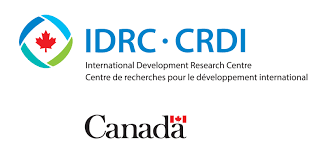 IDRC · CRDI
International Development Research Centre
Centre de recherches pour le développement international
Canada